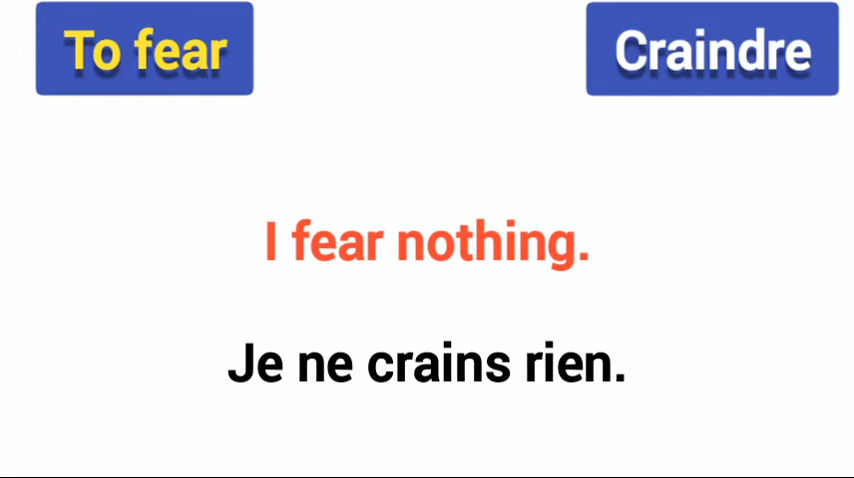 To fear
Craindre
I fear nothing.
Je ne crains rien.